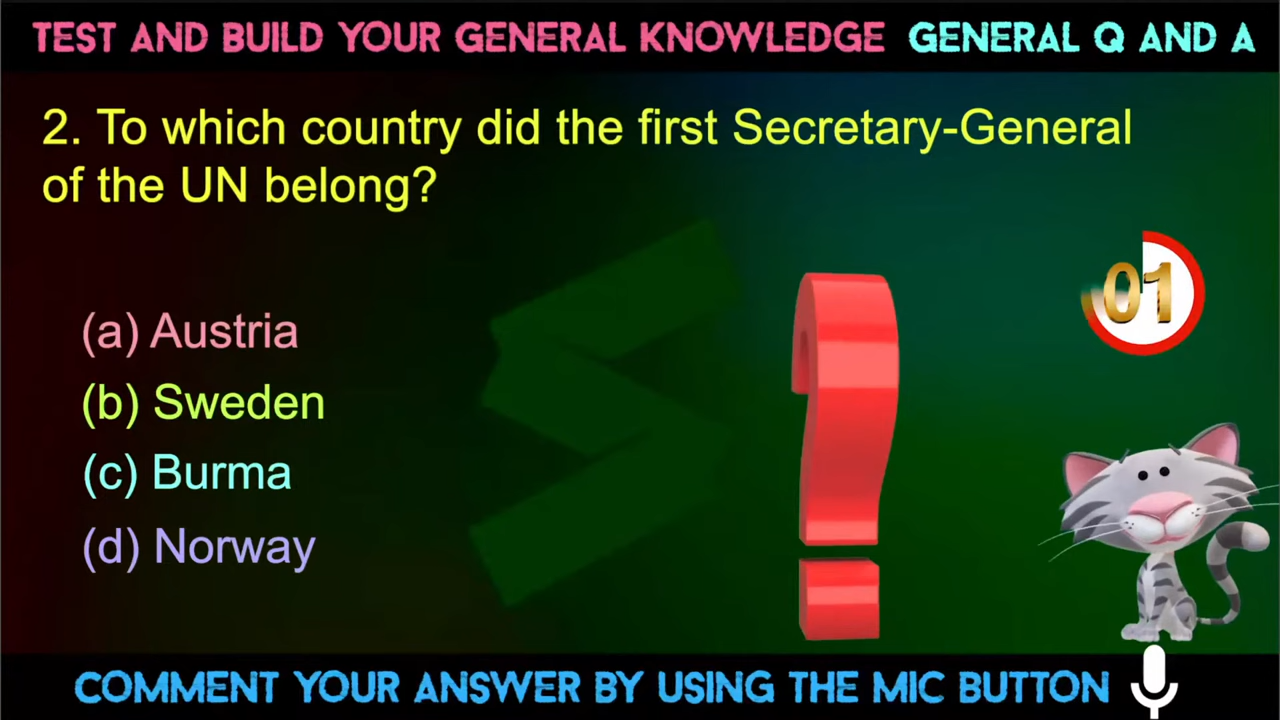 TEST AND BUILD YOUR GENERAL KNOWLEDGE GENERAL Q AND A
2. To which country did the first Secretary-General
of the UN belong?
01
(a) Austria
(b) Sweden
(c) Burma
(d) Norway
COMMENT YOUR ANSWER BY USING THE MIC BUTTON